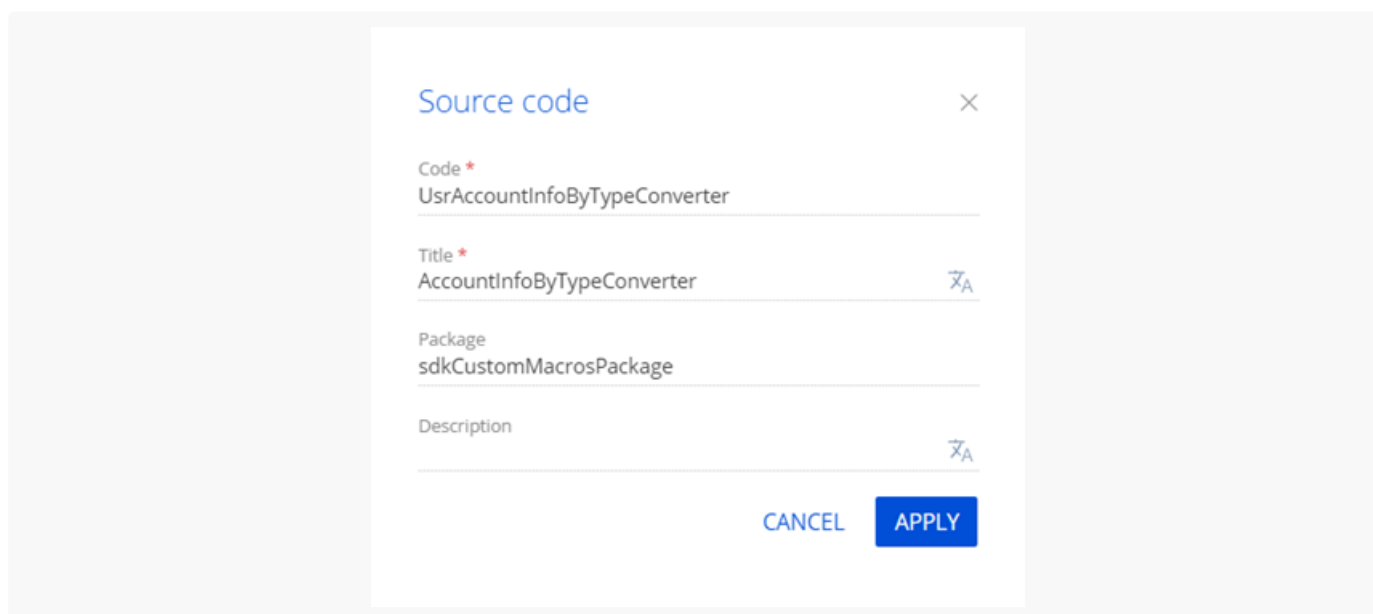 Source code
Code *
UsrAccountInfoByTypeConverter
Title *
AccountInfoByTypeConverter
Package
sdkCustomMacrosPackage
Description
CANCEL APPLY